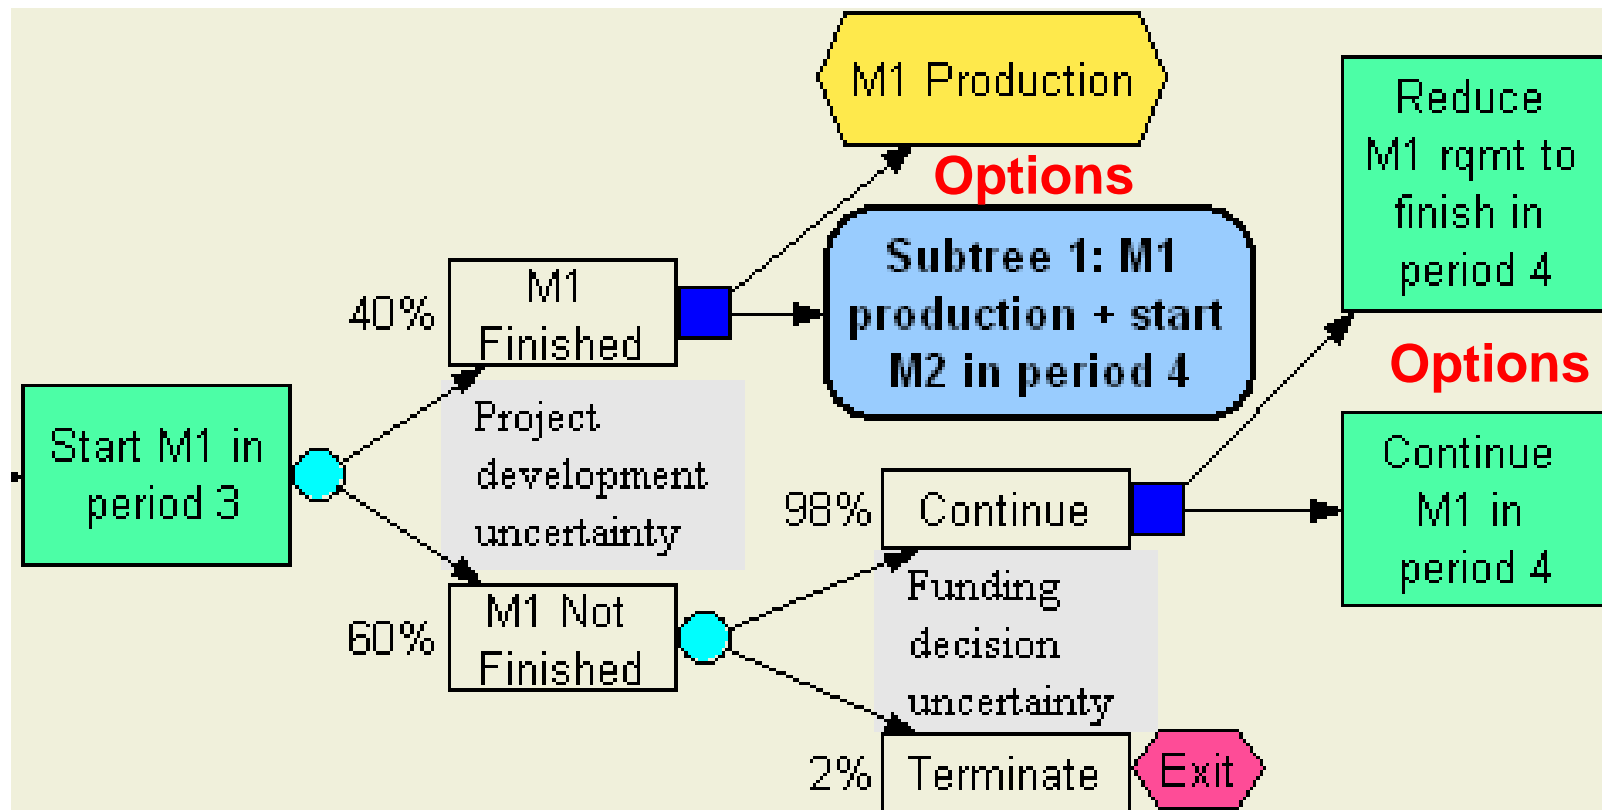 M1 Production
Options
Reduce
M1 rqmt to
finish in
period 4
Subtree 1: M1
production + start
M2 in period 4
40%
M1
Finished
Options
Start M1 in
period 3
Project
development
uncertainty
Continue
M1 in
period 4
98%
Continue
60%
M1 Not
Finished
Funding
decision
uncertainty
2%
Terminate
Exit